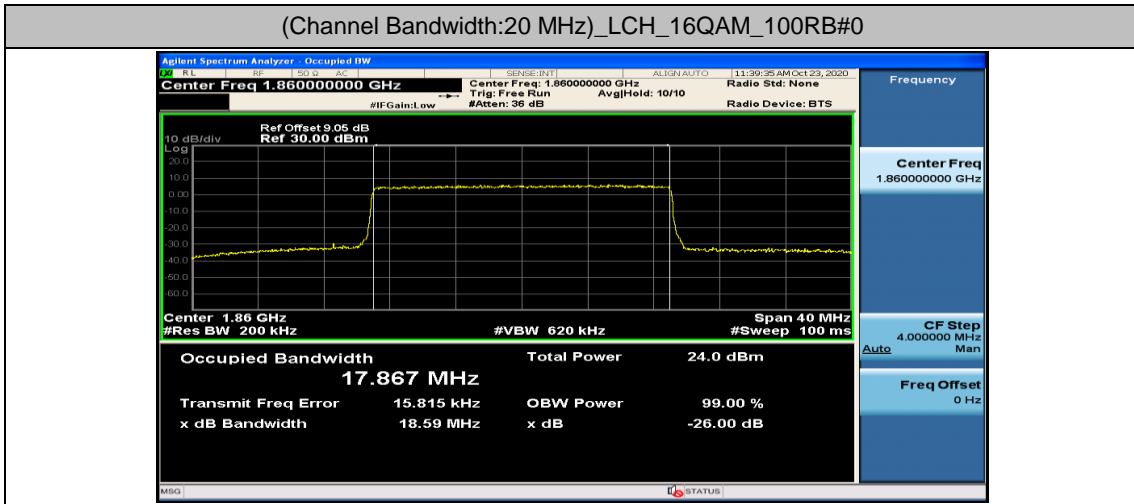 (Channel Bandwidth:20 MHz)_LCH_16QAM_100RB#0
Agilent Spectrum Analyzer - Occupied BW
LXI RL RF 50 Ω AC SENSE:INT ALIGN AUTO 11:39:35 AM Oct 23, 2020
Center Freq 1.860000000 GHz
Center Freq: 1.860000000 GHz
Radio Std: None
Trig: Free Run Avg|Hold: 10/10
#IFGain:Low
#Atten: 36 dB
Radio Device: BTS
Ref Offset 9.05 dB
10 dB/div Ref 30.00 dBm
Log
20.0
10.0
0.00
-10.0
-20.0
-30.0
-40.0
-50.0
-60.0
Center 1.86 GHz Span 40 MHz
#Res BW 200 kHz #VBW 620 kHz #Sweep 100 ms
Occupied Bandwidth Total Power 24.0 dBm
17.867 MHz
Transmit Freq Error 15.815 kHz OBW Power 99.00 %
x dB Bandwidth 18.59 MHz x dB -26.00 dB
MSG STATUS
Frequency
Center Freq
1.860000000 GHz
CF Step
4.000000 MHz
Auto Man
Freq Offset
0 Hz